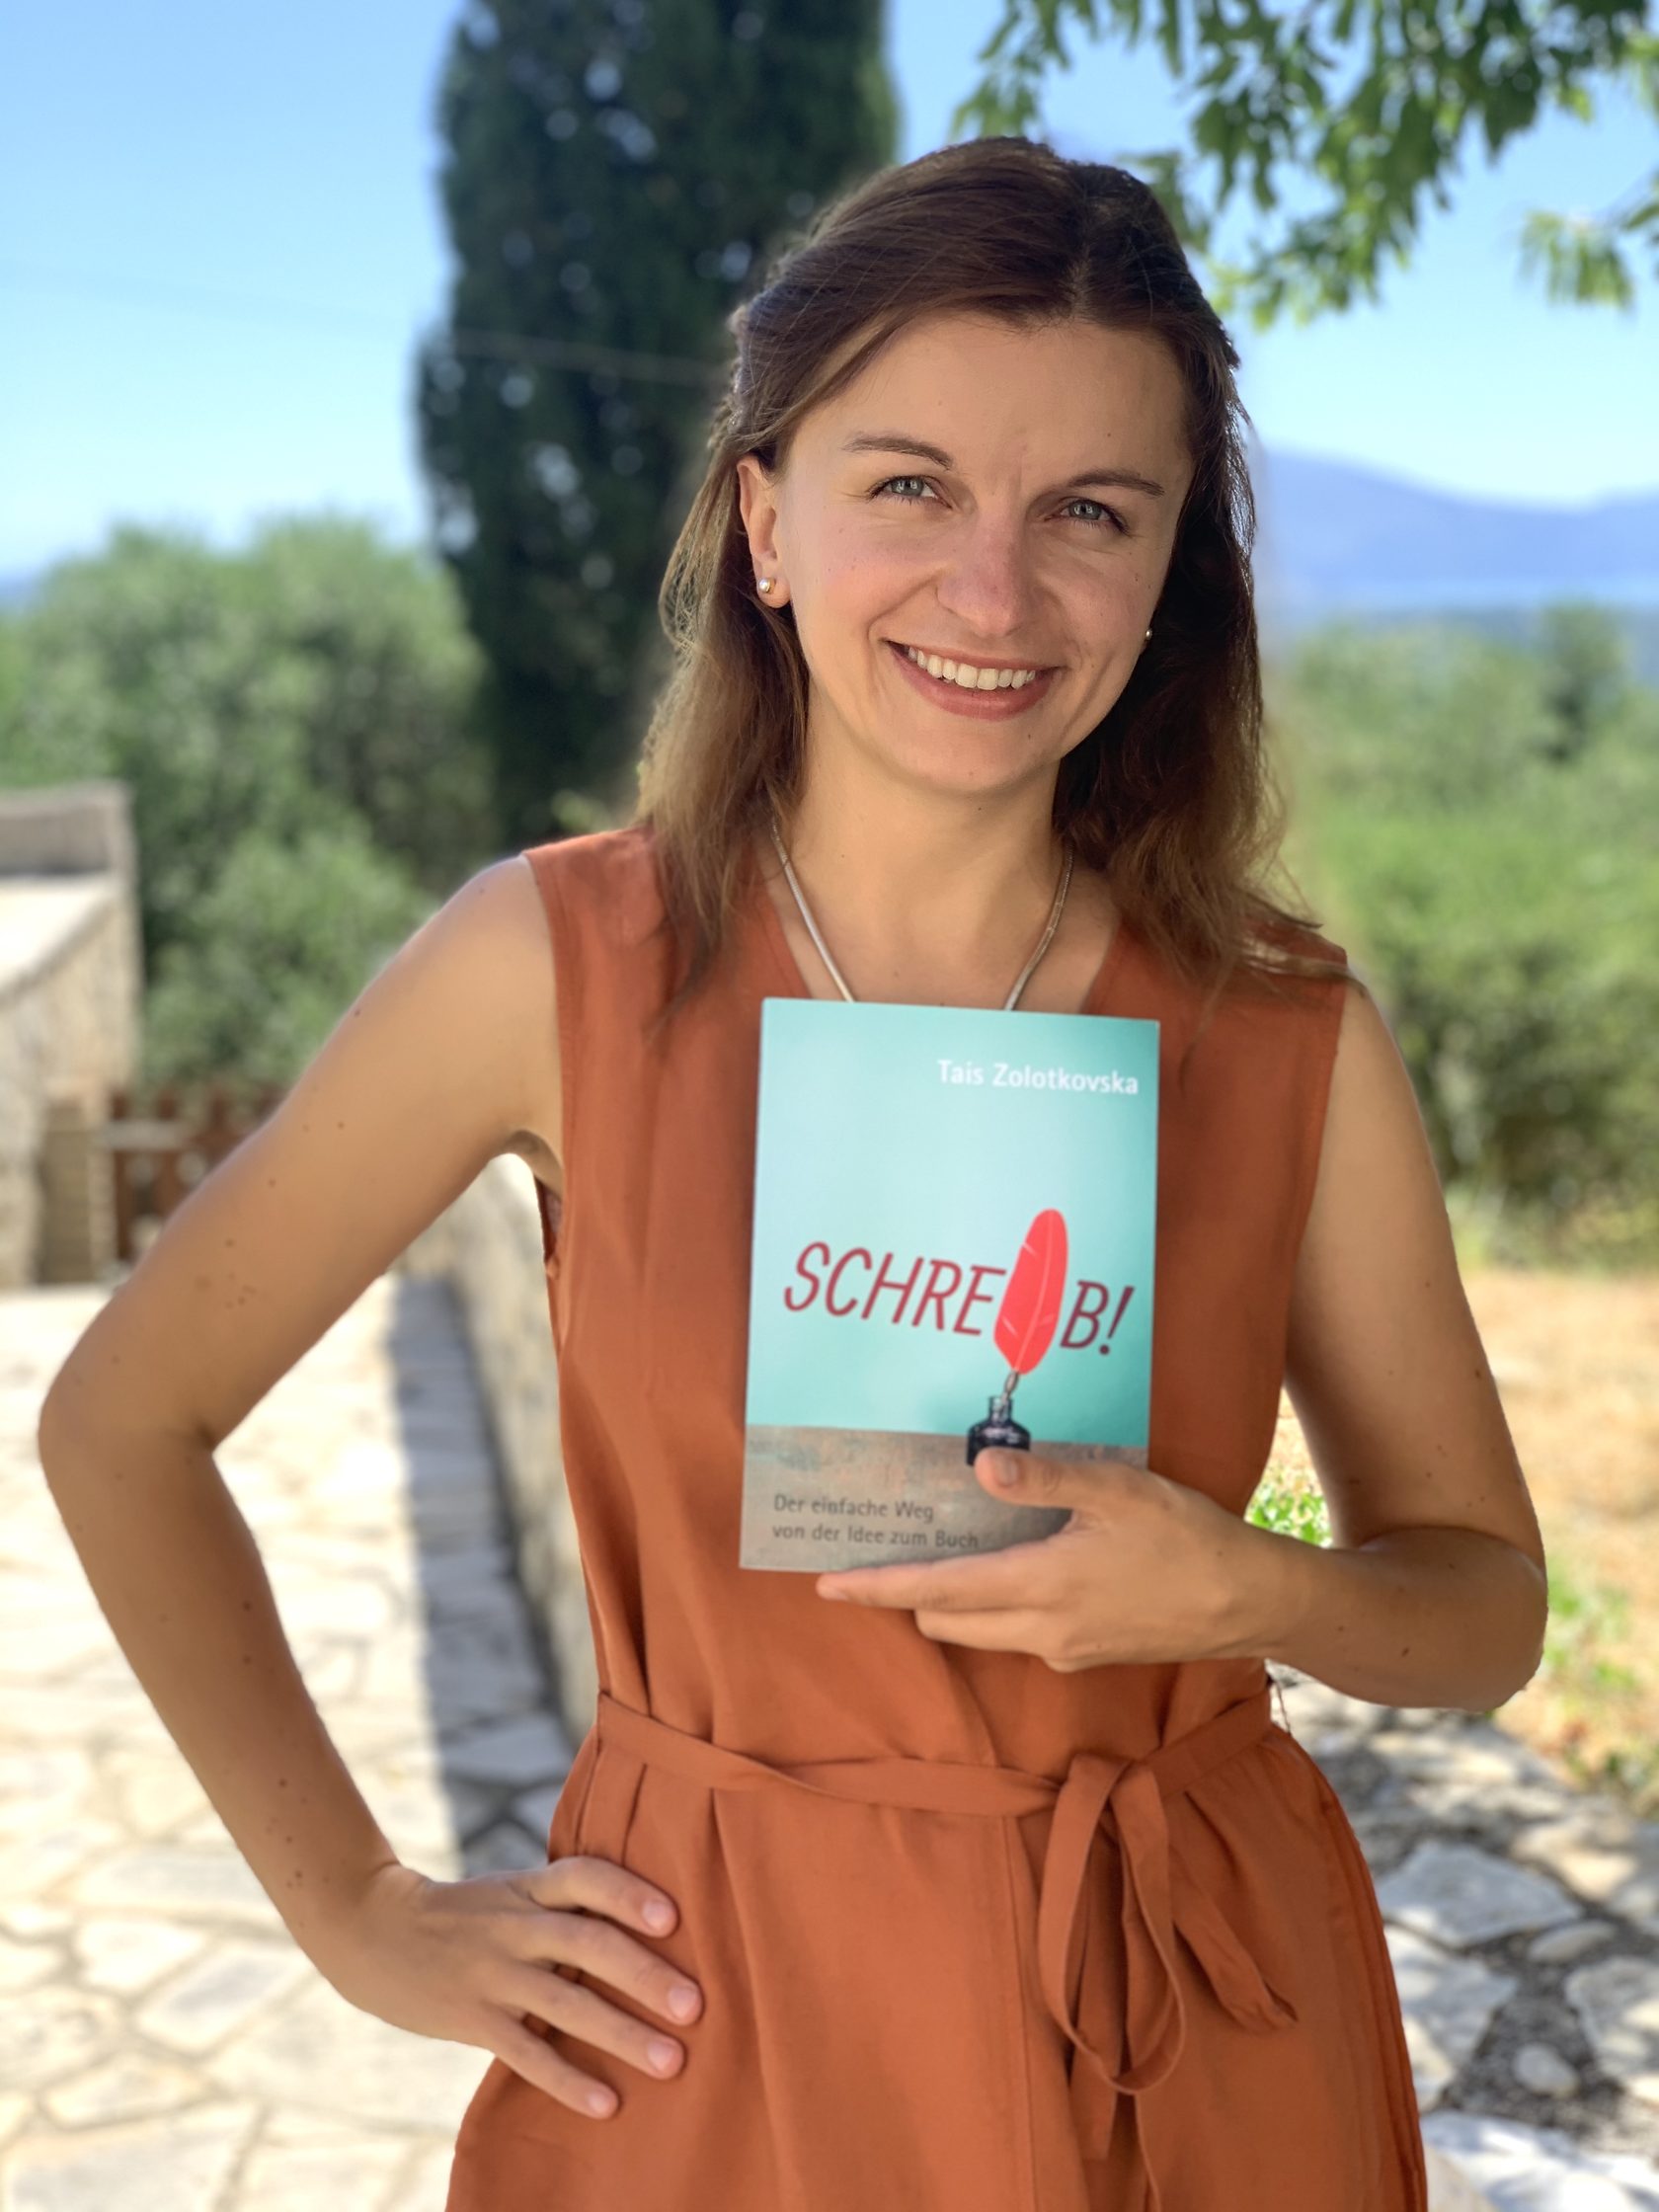 Tais Zolotkovska
SCHREIB!
Der einfache Weg
von der Idee zum Buch